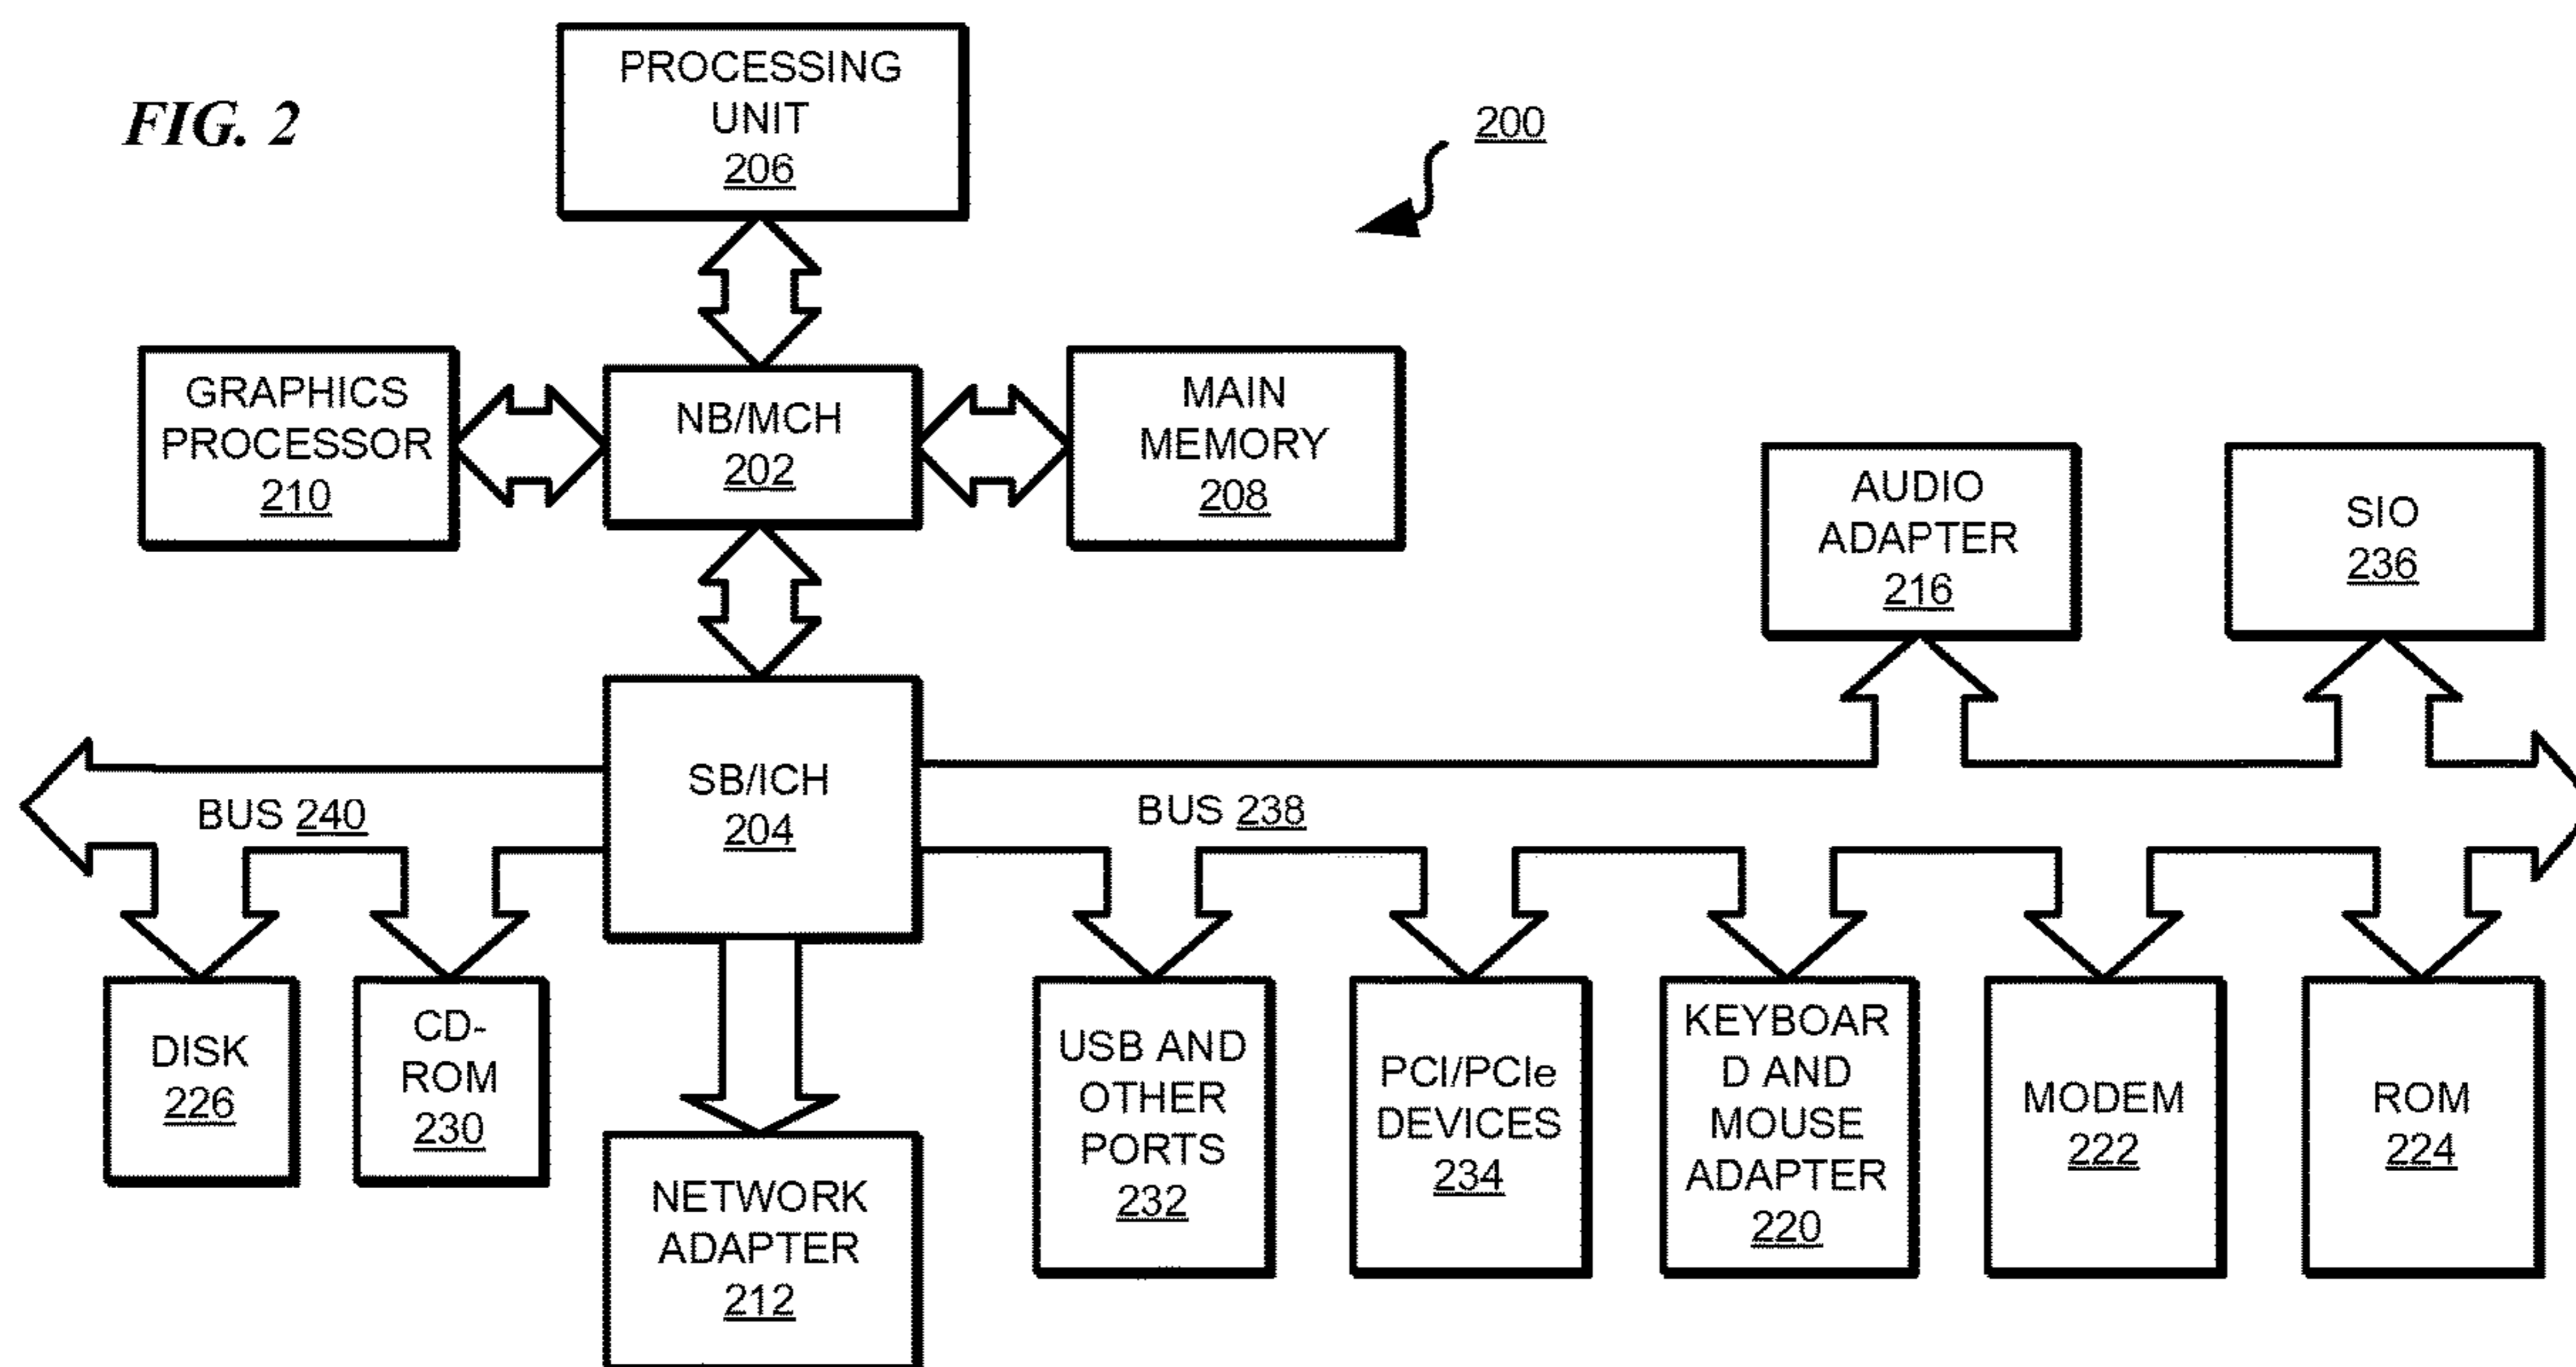 FIG. 2
PROCESSING
UNIT
206
200
GRAPHICS
PROCESSOR
210
NB/MCH
202
MAIN
MEMORY
208
AUDIO
ADAPTER
216
SIO
236
SB/ICH
204
BUS 240
BUS 238
DISK
226
CD-
ROM
230
NETWORK
ADAPTER
212
USB AND
OTHER
PORTS
232
PCI/PCIe
DEVICES
234
KEYBOAR
D AND
MOUSE
ADAPTER
220
MODEM
222
ROM
224